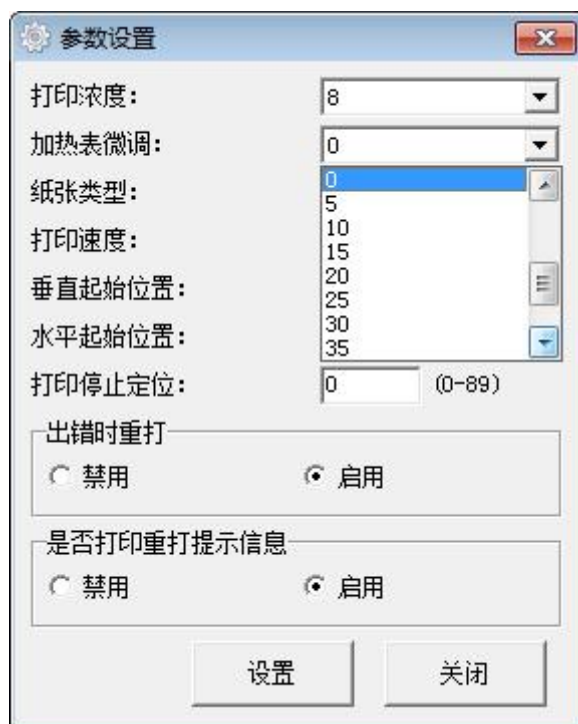 参数设置
打印浓度： 8
加热表微调： 0
纸张类型： 0
5
打印速度： 10
15
垂直起始位置： 20
25
水平起始位置： 30
35
打印停止定位： 0 (0-89)
出错时重打
禁用 启用
是否打印重打提示信息
禁用 启用
设置 关闭